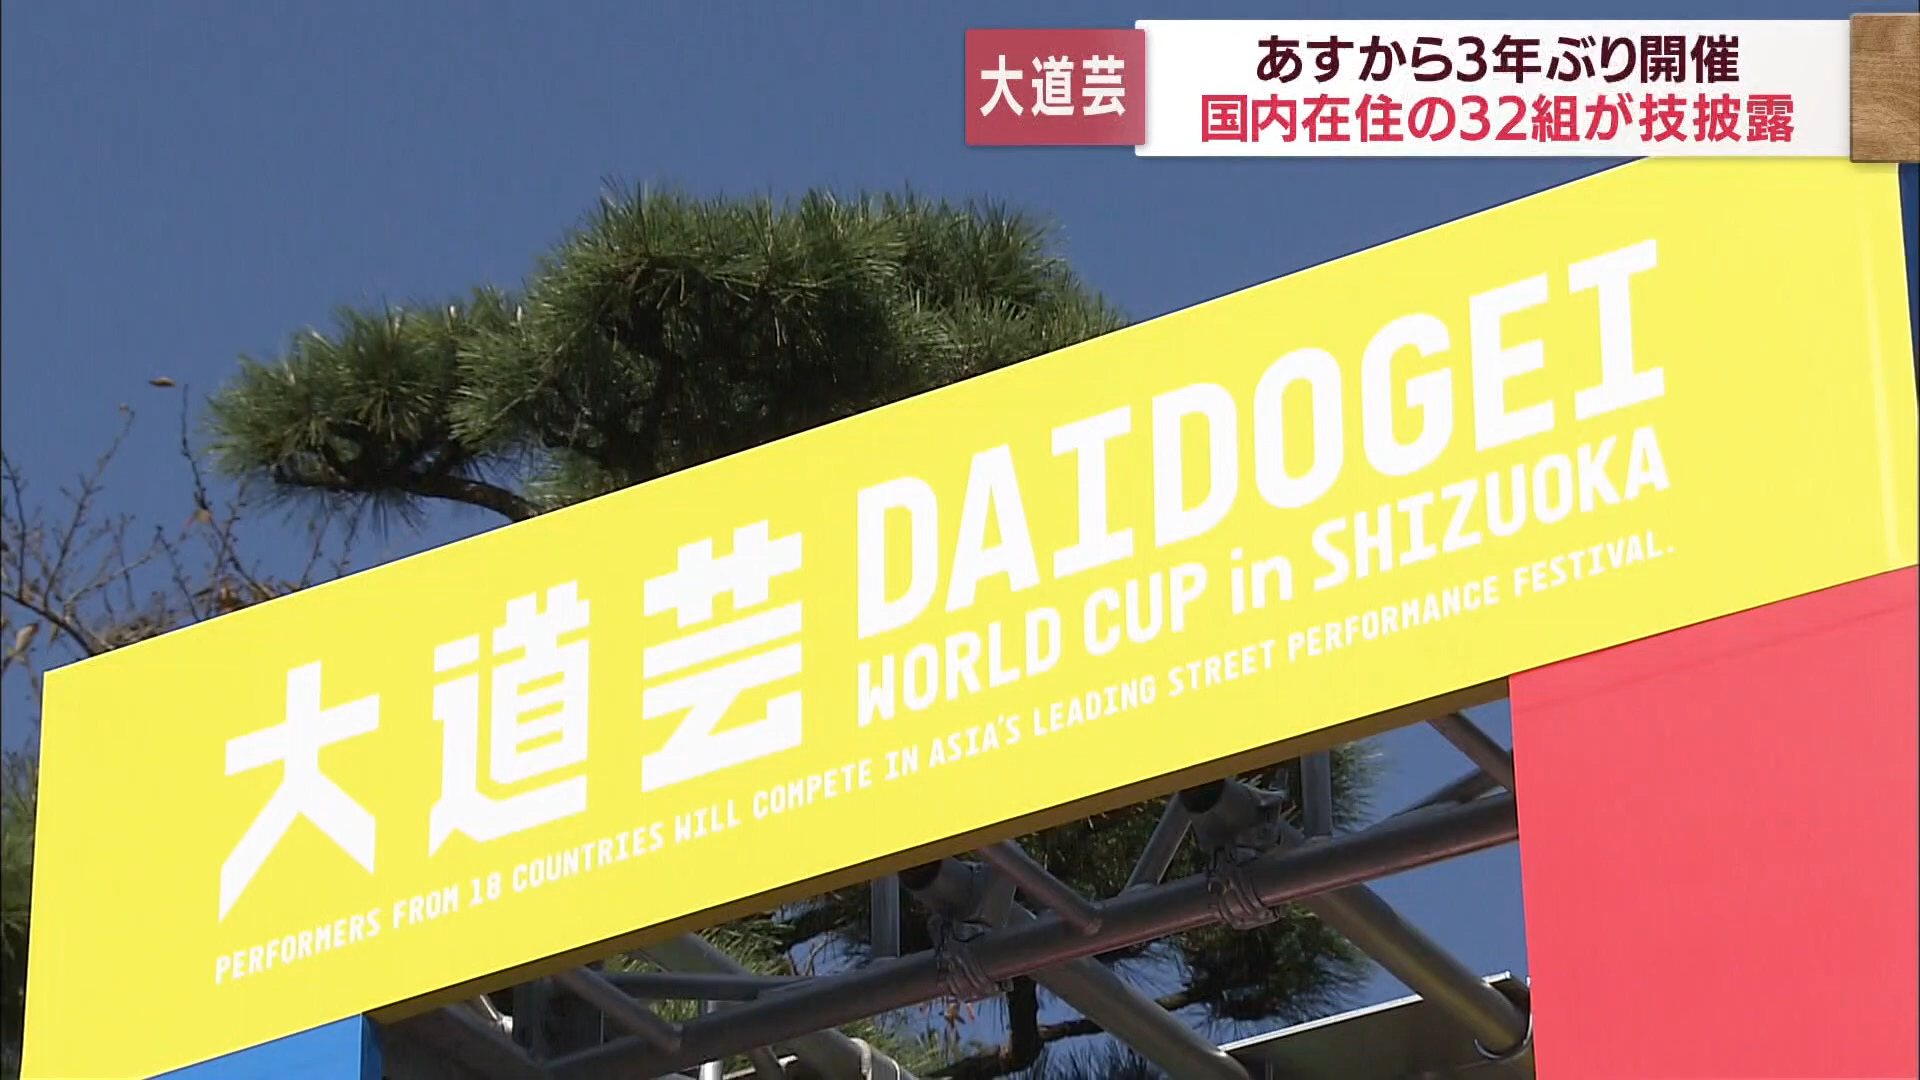 大道芸
あすから3年ぶり開催
国内在住の32組が技披露
大道芸
DAIDOGEI
WORLD CUP in SHIZUOKA
PERFORMERS FROM 18 COUNTRIES WILL COMPETE IN ASIA'S LEADING STREET PERFORMANCE FESTIVAL.